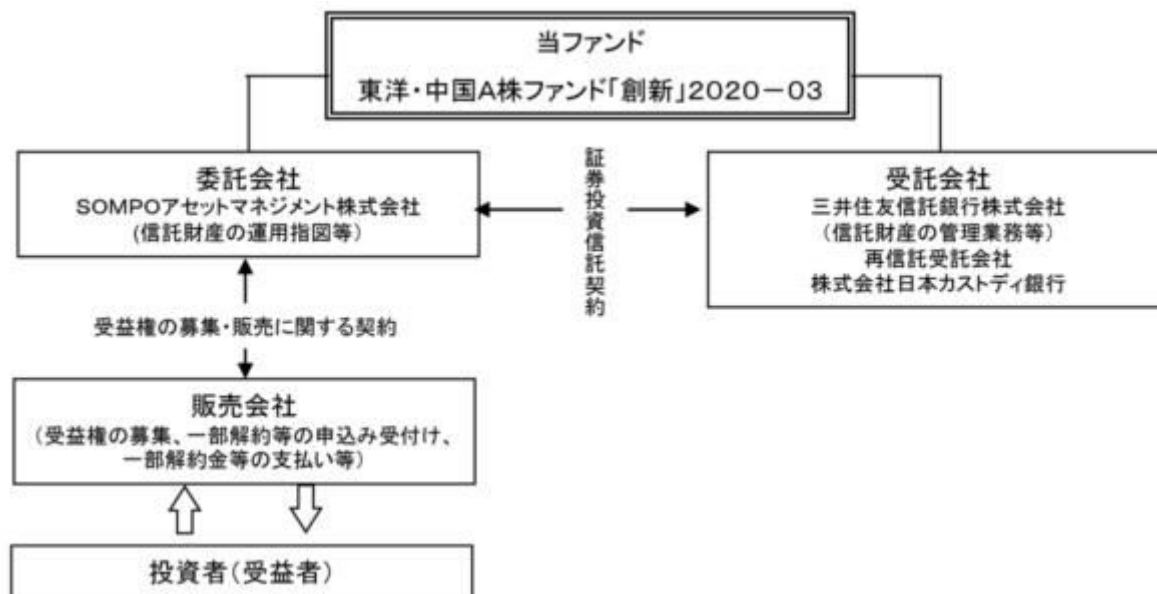 当ファンド
東洋・中国A株ファンド「創新」2020－03
委託会社
SOMPOアセットマネジメント株式会社
(信託財産の運用指図等)
証券投資信託契約
受託会社
三井住友信託銀行株式会社
(信託財産の管理業務等)
再信託受託会社
株式会社日本カストディ銀行
受益権の募集・販売に関する契約
販売会社
(受益権の募集、一部解約等の申込み受付け、
一部解約金等の支払い等)
投資者(受益者)